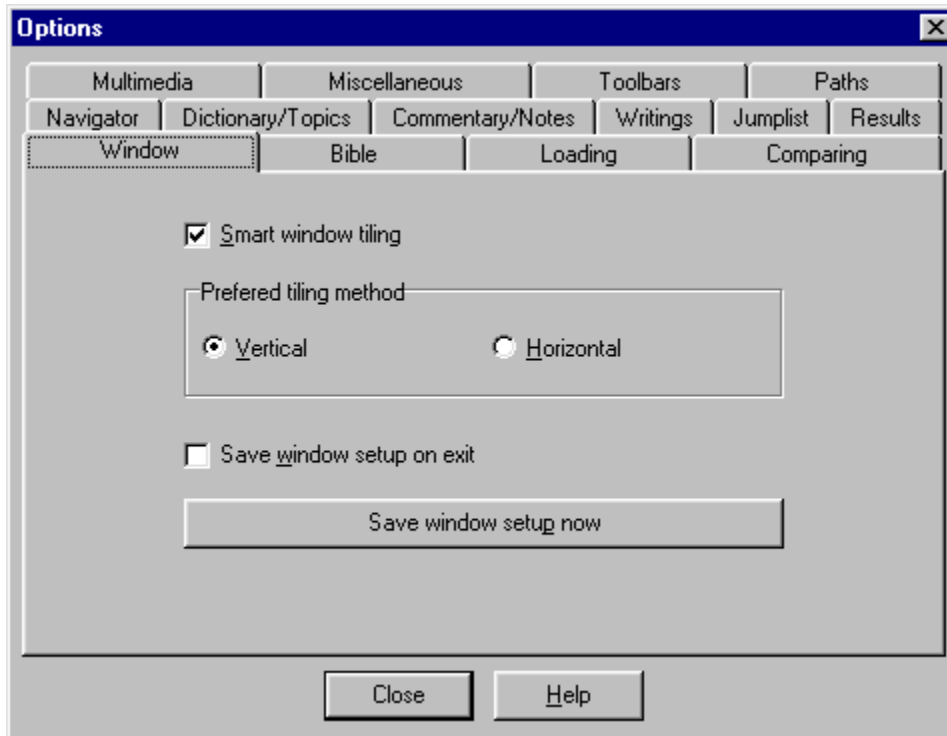 Options
Multimedia Miscellaneous Toolbars Paths
Navigator Dictionary/Topics Commentary/Notes Writings Jumplist Results
Window Bible Loading Comparing
Smart window tiling
Prefered tiling method
Vertical Horizontal
Save window setup on exit
Save window setup now
Close Help